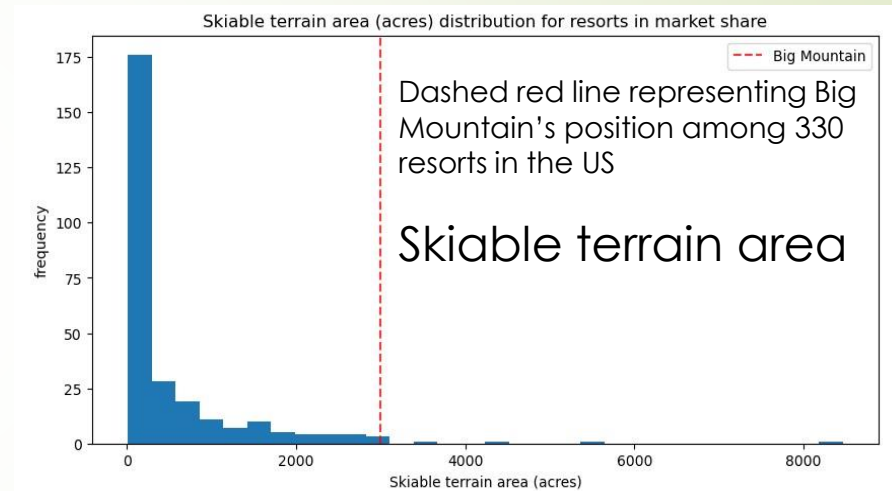 Skiable terrain area (acres) distribution for resorts in market share
Big Mountain
Dashed red line representing Big
Mountain’s position among 330
resorts in the US
Skiable terrain area
frequency
175
150
125
100
75
50
25
0
0 2000 4000 6000 8000
Skiable terrain area (acres)